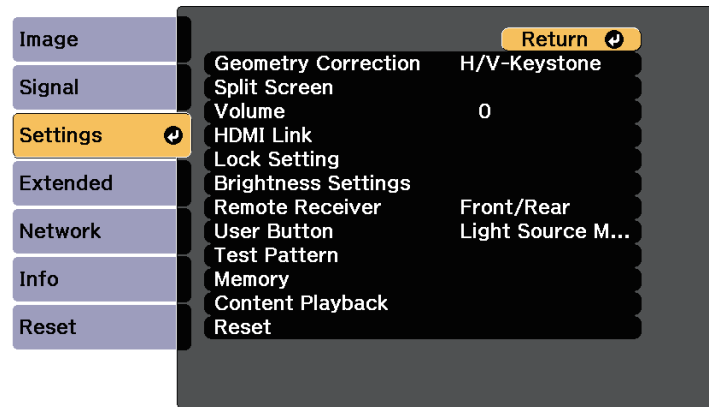 Image
Signal
Settings
Extended
Network
Info
Reset
Return
Geometry Correction H/V-Keystone
Split Screen
Volume 0
HDMI Link
Lock Setting
Brightness Settings
Remote Receiver Front/Rear
User Button Light Source M...
Test Pattern
Memory
Content Playback
Reset